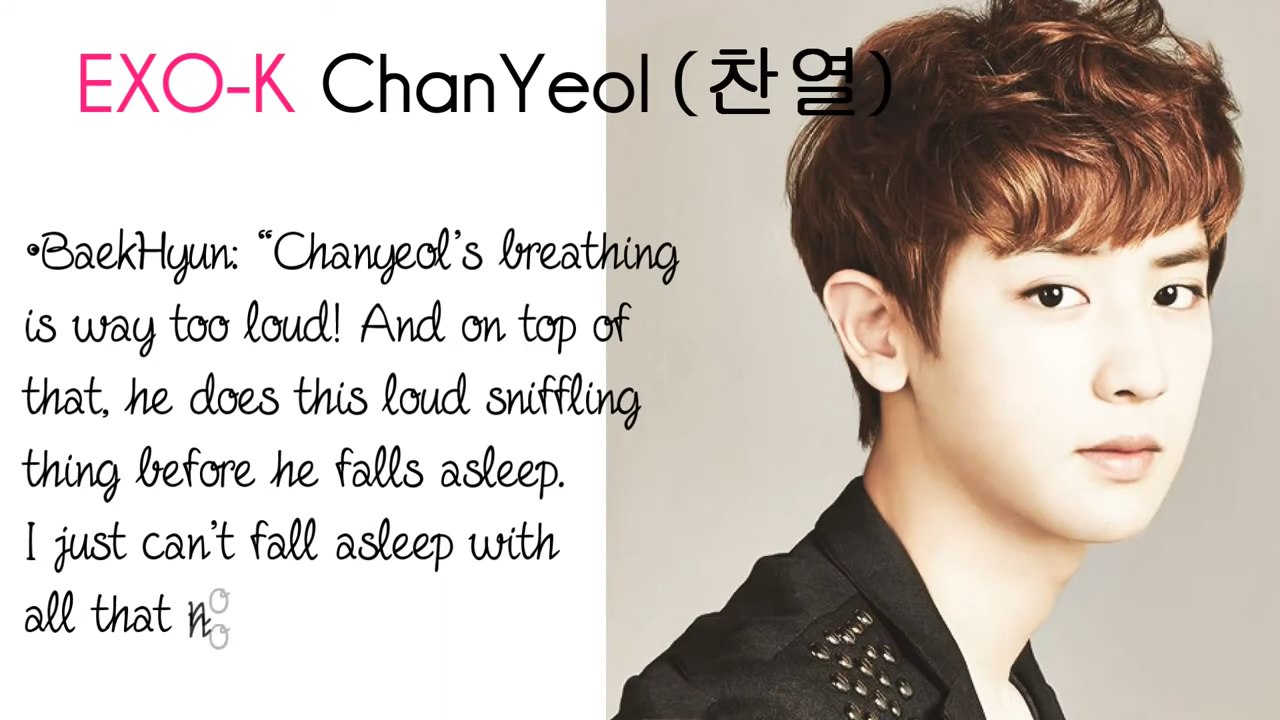 EXO-K ChanYeol (찬열)
•BaekHyun: “Chanyeol’s breathing
is way too loud! And on top of
that, he does this loud sniffling
thing before he falls asleep.
I just can’t fall asleep with
all that